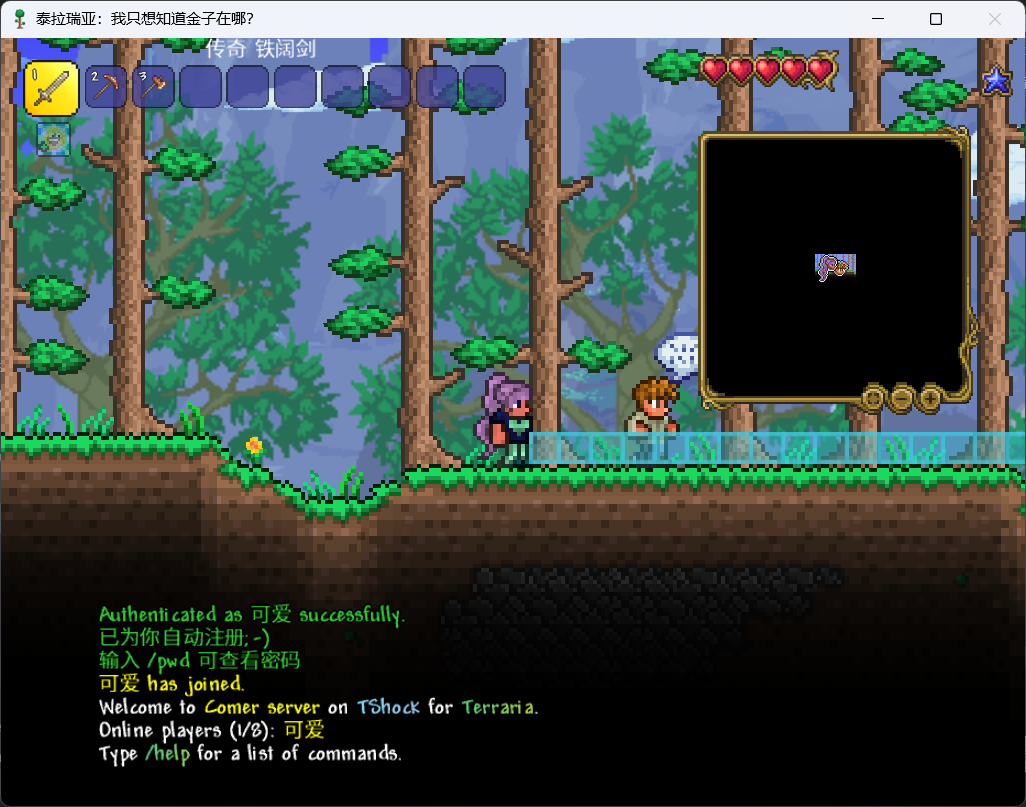 泰拉瑞亚：我只想知道金子在哪？
传奇 铁阔剑
1
2
3
Authenticated as 可爱 successfully.
已为你自动注册;-)
输入 /pwd 可查看密码
可爱 has joined.
Welcome to Comer server on TShock for Terraria.
Online players (1/8): 可爱
Type /help for a list of commands.